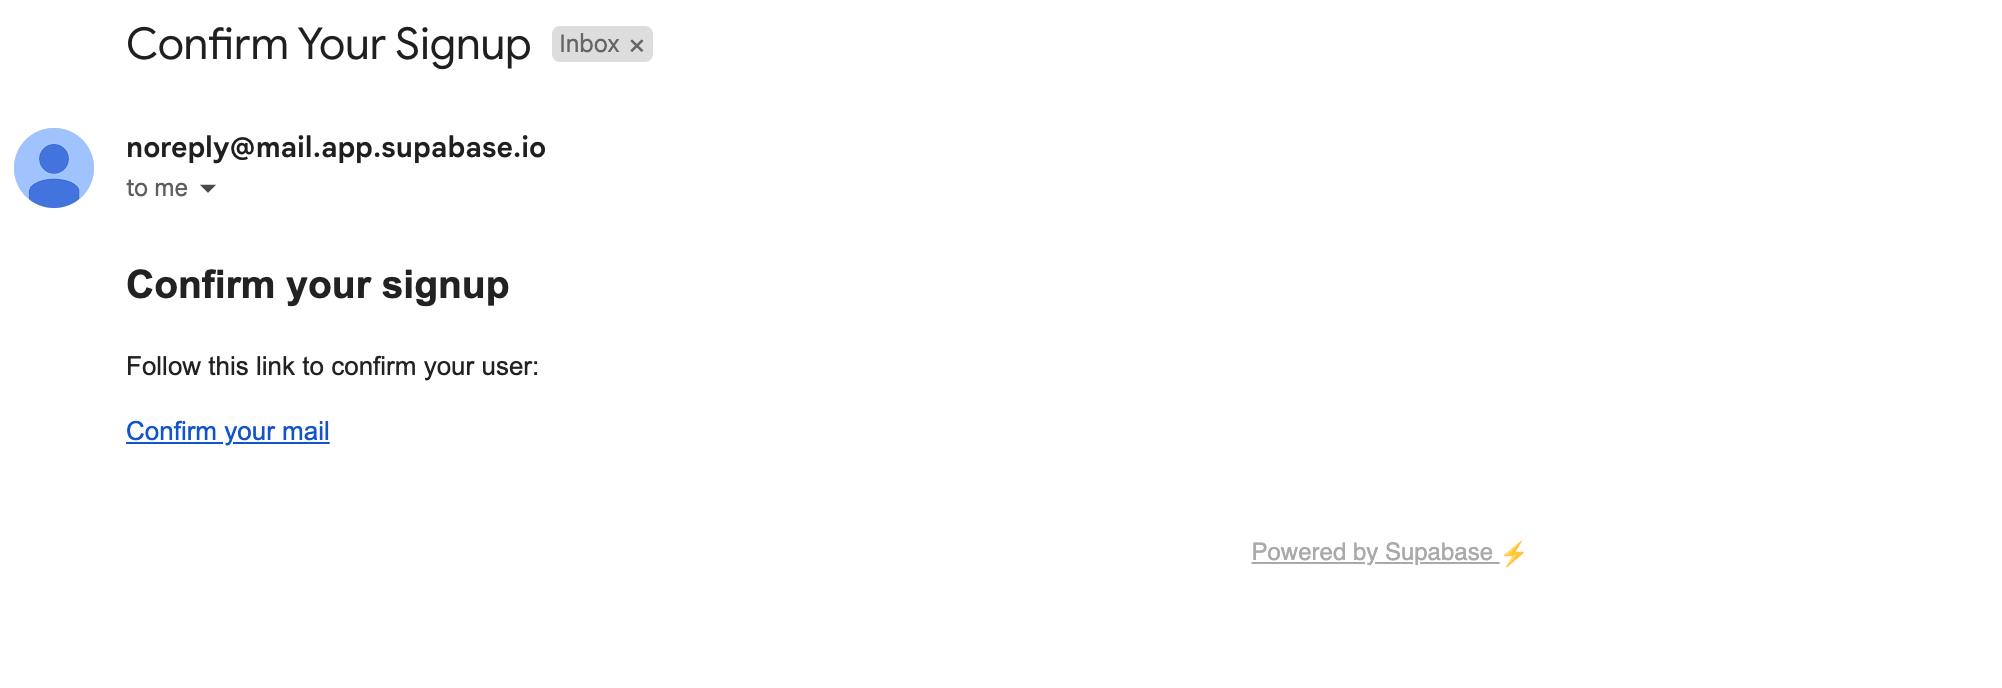 Confirm Your Signup Inbox ×
noreply@mail.app.supabase.io
to me
Confirm your signup
Follow this link to confirm your user:
Confirm your mail
Powered by Supabase ⚡